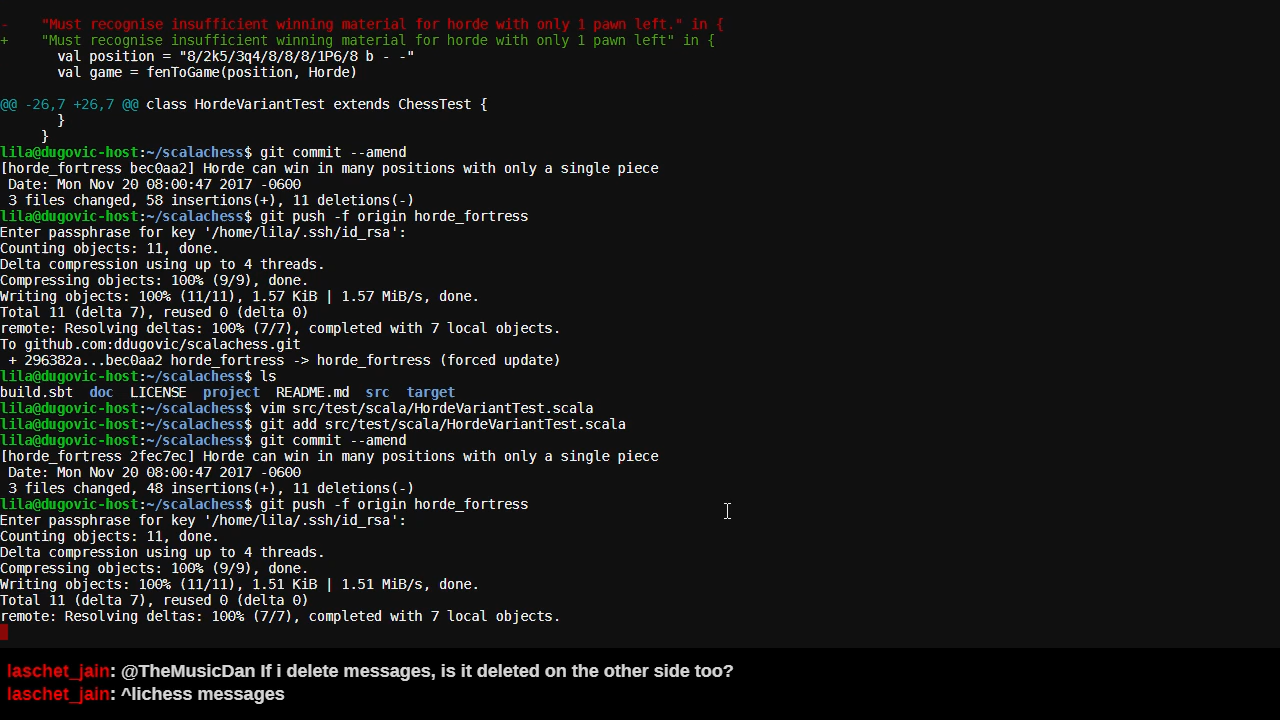 -    "Must recognise insufficient winning material for horde with only 1 pawn left." in {
+    "Must recognise insufficient winning material for horde with only 1 pawn left" in {
       val position = "8/2k5/3q4/8/8/8/1P6/8 b - -"
       val game = fenToGame(position, Horde)
@@ -26,7 +26,7 @@ class HordeVariantTest extends ChessTest {
       }
     }
lila@dugovic-host:~/scalachess$ git commit --amend
[horde_fortress bec0aa2] Horde can win in many positions with only a single piece
 Date: Mon Nov 20 08:00:47 2017 -0600
 3 files changed, 58 insertions(+), 11 deletions(-)
lila@dugovic-host:~/scalachess$ git push -f origin horde_fortress
Enter passphrase for key '/home/lila/.ssh/id_rsa':
Counting objects: 11, done.
Delta compression using up to 4 threads.
Compressing objects: 100% (9/9), done.
Writing objects: 100% (11/11), 1.57 KiB | 1.57 MiB/s, done.
Total 11 (delta 7), reused 0 (delta 0)
remote: Resolving deltas: 100% (7/7), completed with 7 local objects.
To github.com:ddugovic/scalachess.git
 + 296382a...bec0aa2 horde_fortress -> horde_fortress (forced update)
lila@dugovic-host:~/scalachess$ ls
build.sbt  doc  LICENSE  project  README.md  src  target
lila@dugovic-host:~/scalachess$ vim src/test/scala/HordeVariantTest.scala
lila@dugovic-host:~/scalachess$ git add src/test/scala/HordeVariantTest.scala
lila@dugovic-host:~/scalachess$ git commit --amend
[horde_fortress 2fec7ec] Horde can win in many positions with only a single piece
 Date: Mon Nov 20 08:00:47 2017 -0600
 3 files changed, 48 insertions(+), 11 deletions(-)
lila@dugovic-host:~/scalachess$ git push -f origin horde_fortress
Enter passphrase for key '/home/lila/.ssh/id_rsa':
Counting objects: 11, done.
Delta compression using up to 4 threads.
Compressing objects: 100% (9/9), done.
Writing objects: 100% (11/11), 1.51 KiB | 1.51 MiB/s, done.
Total 11 (delta 7), reused 0 (delta 0)
remote: Resolving deltas: 100% (7/7), completed with 7 local objects.
laschet_jain: @TheMusicDan If i delete messages, is it deleted on the other side too?
laschet_jain: ^lichess messages